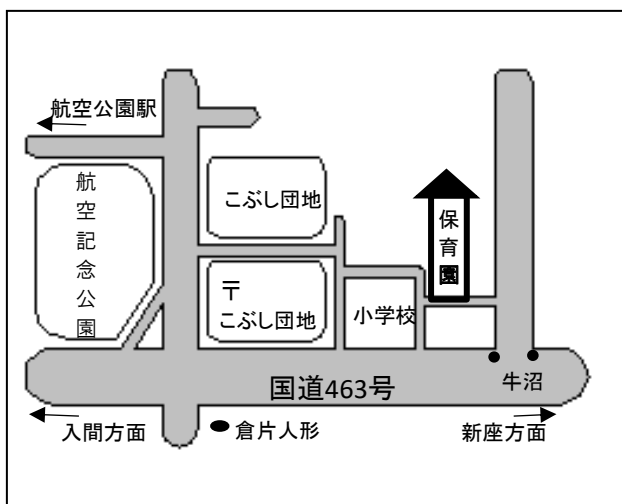 航空公園駅
航空記念公園
こぶし団地
保育園
〒
こぶし団地
小学校
国道463号
牛沼
入間方面
倉片人形
新座方面